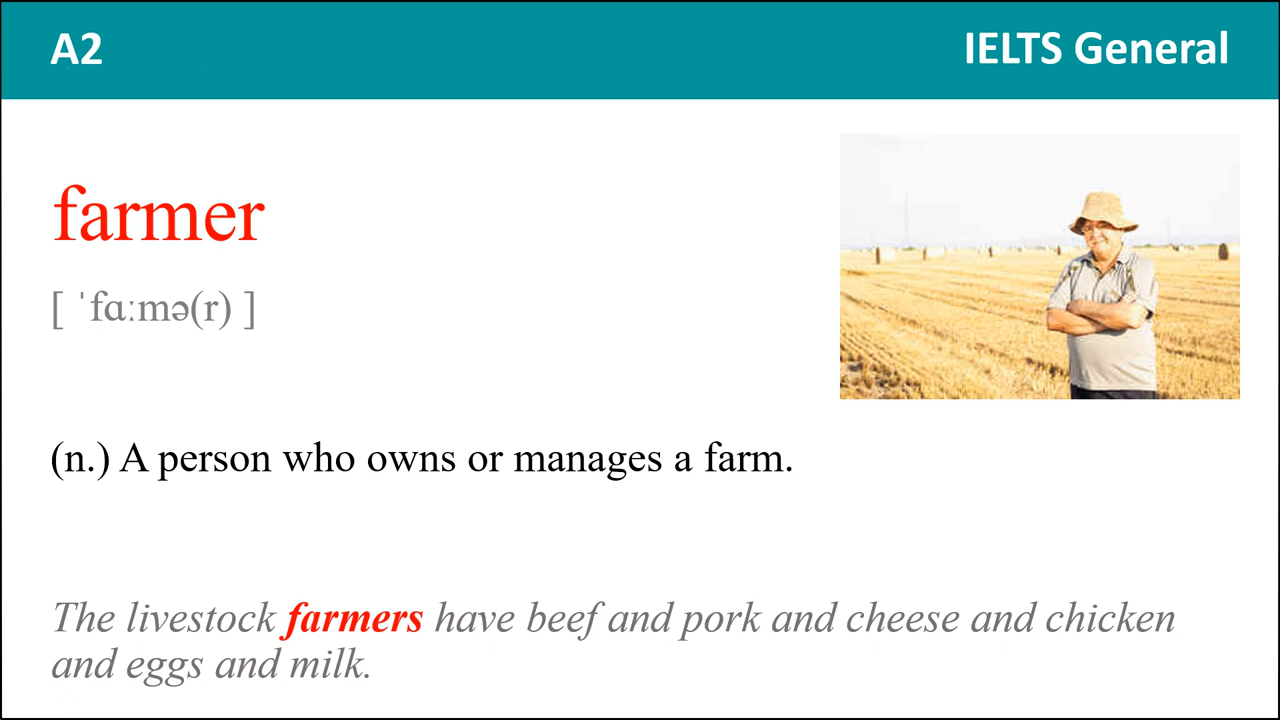 A2
IELTS General
farmer
[ ˈfɑːmə(r) ]
(n.) A person who owns or manages a farm.
The livestock farmers have beef and pork and cheese and chicken
and eggs and milk.